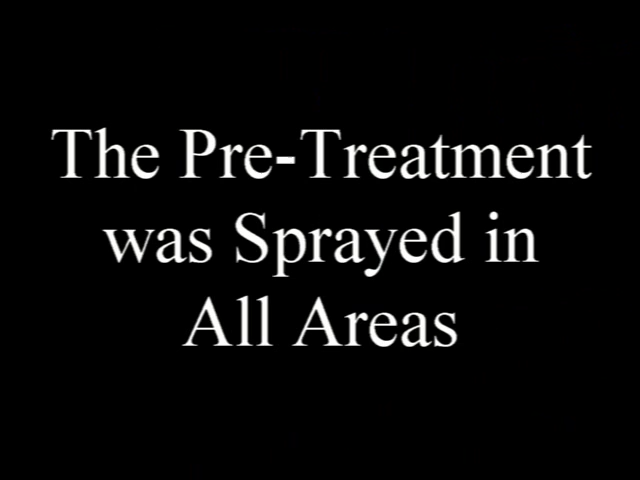 The Pre-Treatment
was Sprayed in
All Areas